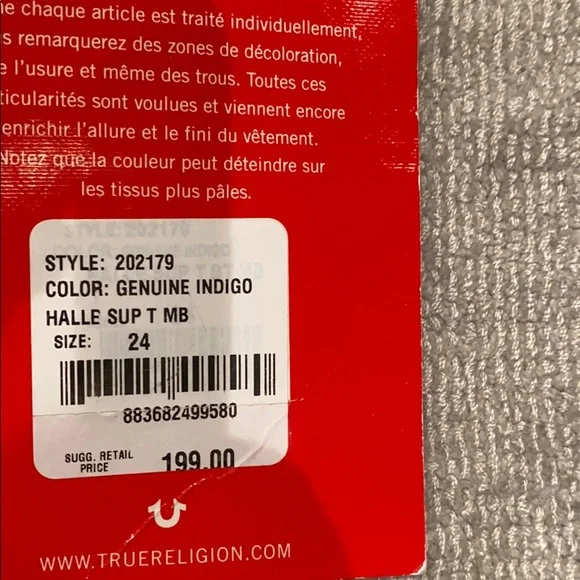 chaque article est traité individuellement,
remarquerez des zones de décoloration,
l'usure et même des trous. Toutes ces
ticularités sont voulues et viennent encore
enrichir l'allure et le fini du vêtement.
Notez que la couleur peut déteindre sur
les tissus plus pâles.
STYLE: 202179
COLOR: GENUINE INDIGO
HALLE SUP T MB
SIZE: 24
883682499580
SUGG. RETAIL
PRICE 199.00
WWW.TRUERELIGION.COM